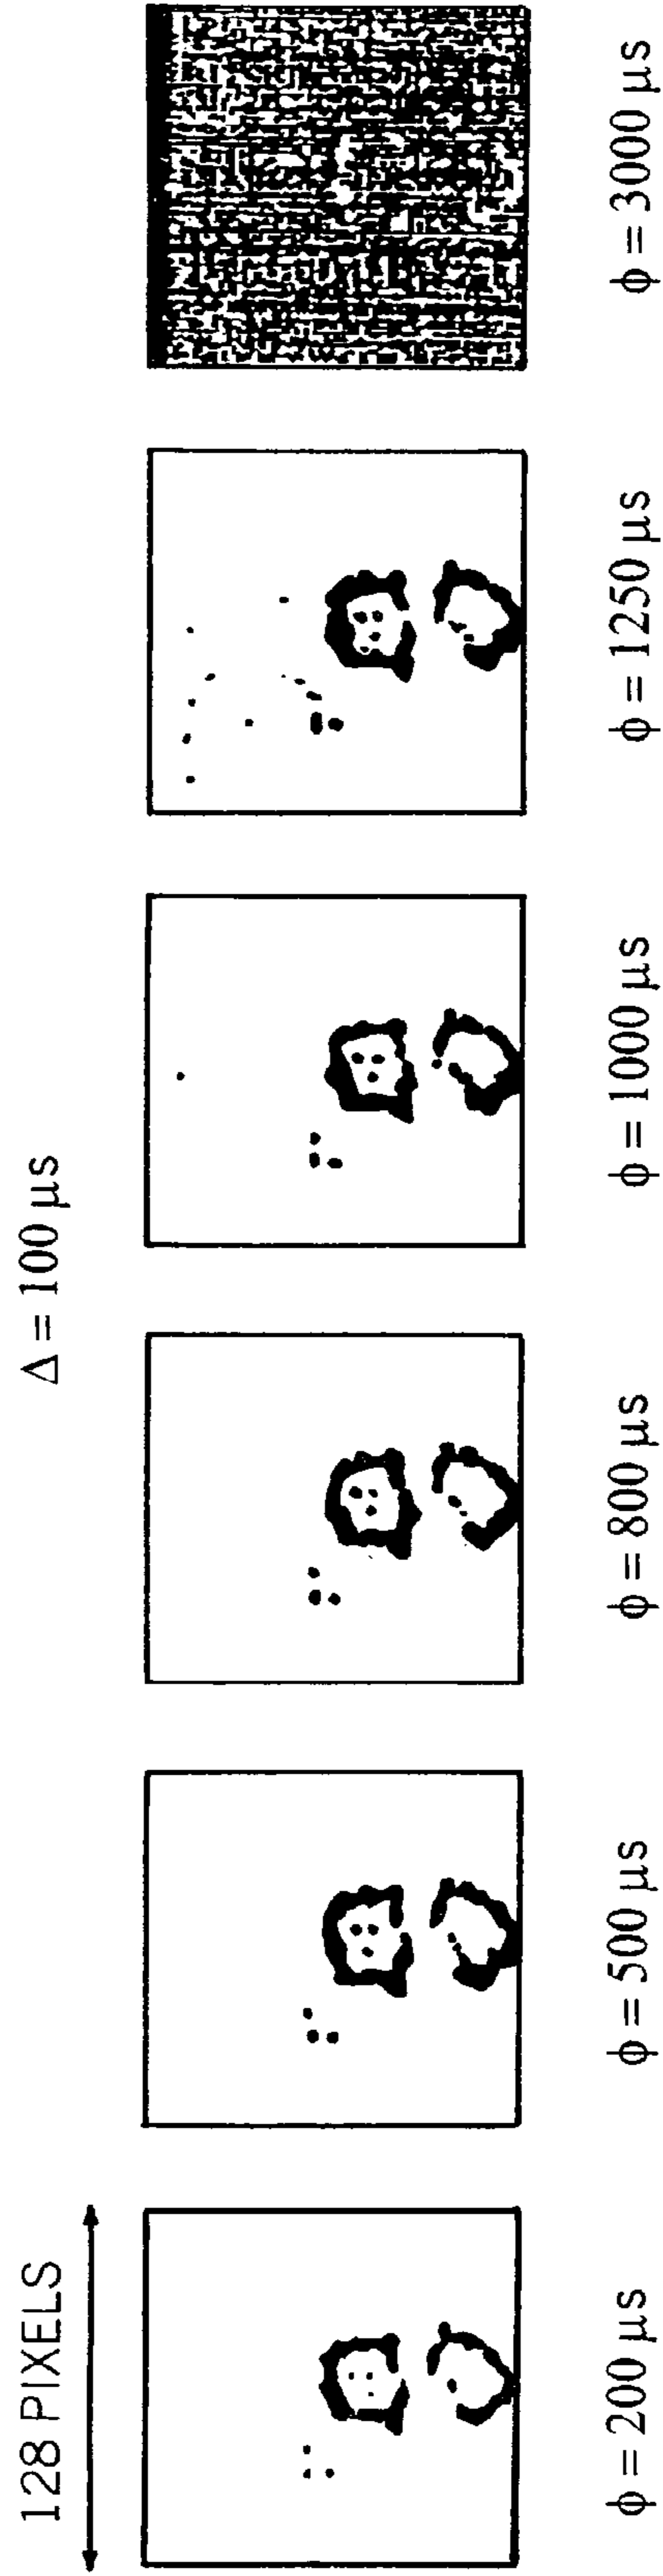 128 PIXELS
Δ = 100 μs
ϕ = 200 μs
ϕ = 500 μs
ϕ = 800 μs
ϕ = 1000 μs
ϕ = 1250 μs
ϕ = 3000 μs